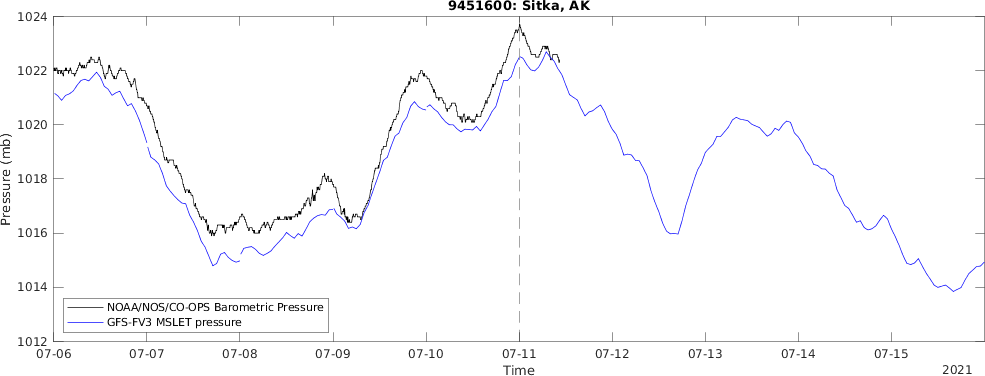 9451600: Sitka, AK
Pressure (mb)
1024
1022
1020
1018
1016
1014
1012
NOAA/NOS/CO-OPS Barometric Pressure
GFS-FV3 MSLET pressure
07-06 07-07 07-08 07-09 07-10 07-11 07-12 07-13 07-14 07-15
Time
2021